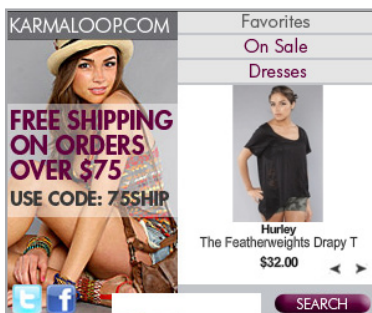 KARMALOOP.COM
FREE SHIPPING
ON ORDERS
OVER $75
USE CODE: 75SHIP
Favorites
On Sale
Dresses
Hurley
The Featherweights Drapy T
$32.00
SEARCH